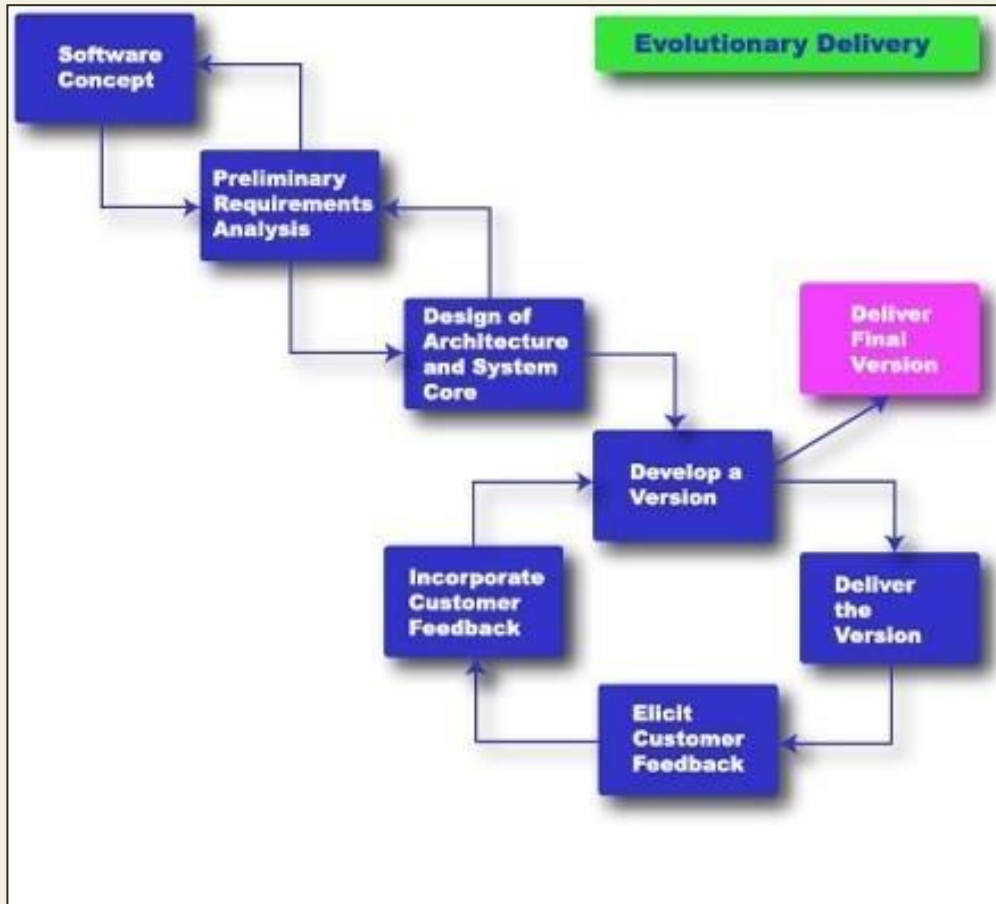 Software
Concept
Evolutionary Delivery
Preliminary
Requirements
Analysis
Design of
Architecture
and System
Core
Deliver
Final
Version
Develop a
Version
Incorporate
Customer
Feedback
Deliver
the
Version
Elicit
Customer
Feedback